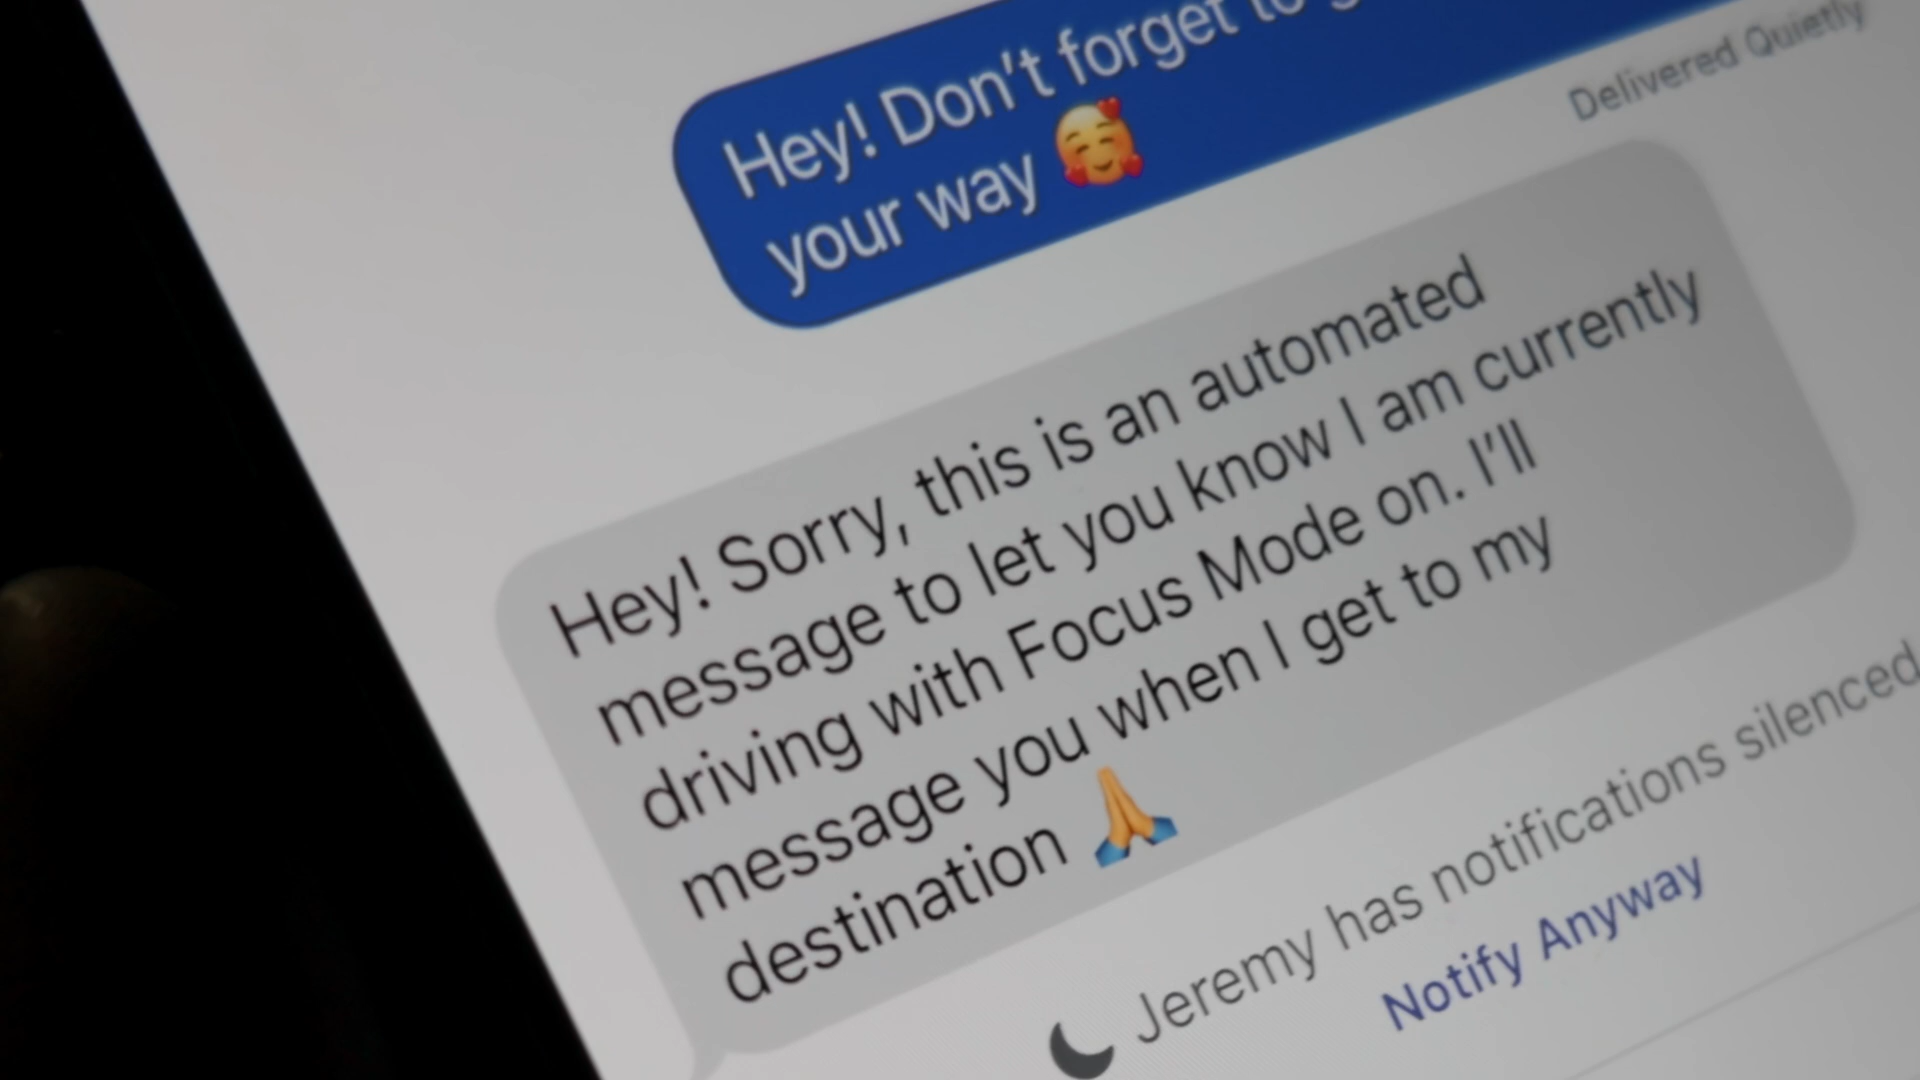 Hey! Don't forget to
your way 🥰
Delivered Quietly
Hey! Sorry, this is an automated
message to let you know I am currently
driving with Focus Mode on. I'll
message you when I get to my
destination 🙏
Jeremy has notifications silenced
Notify Anyway